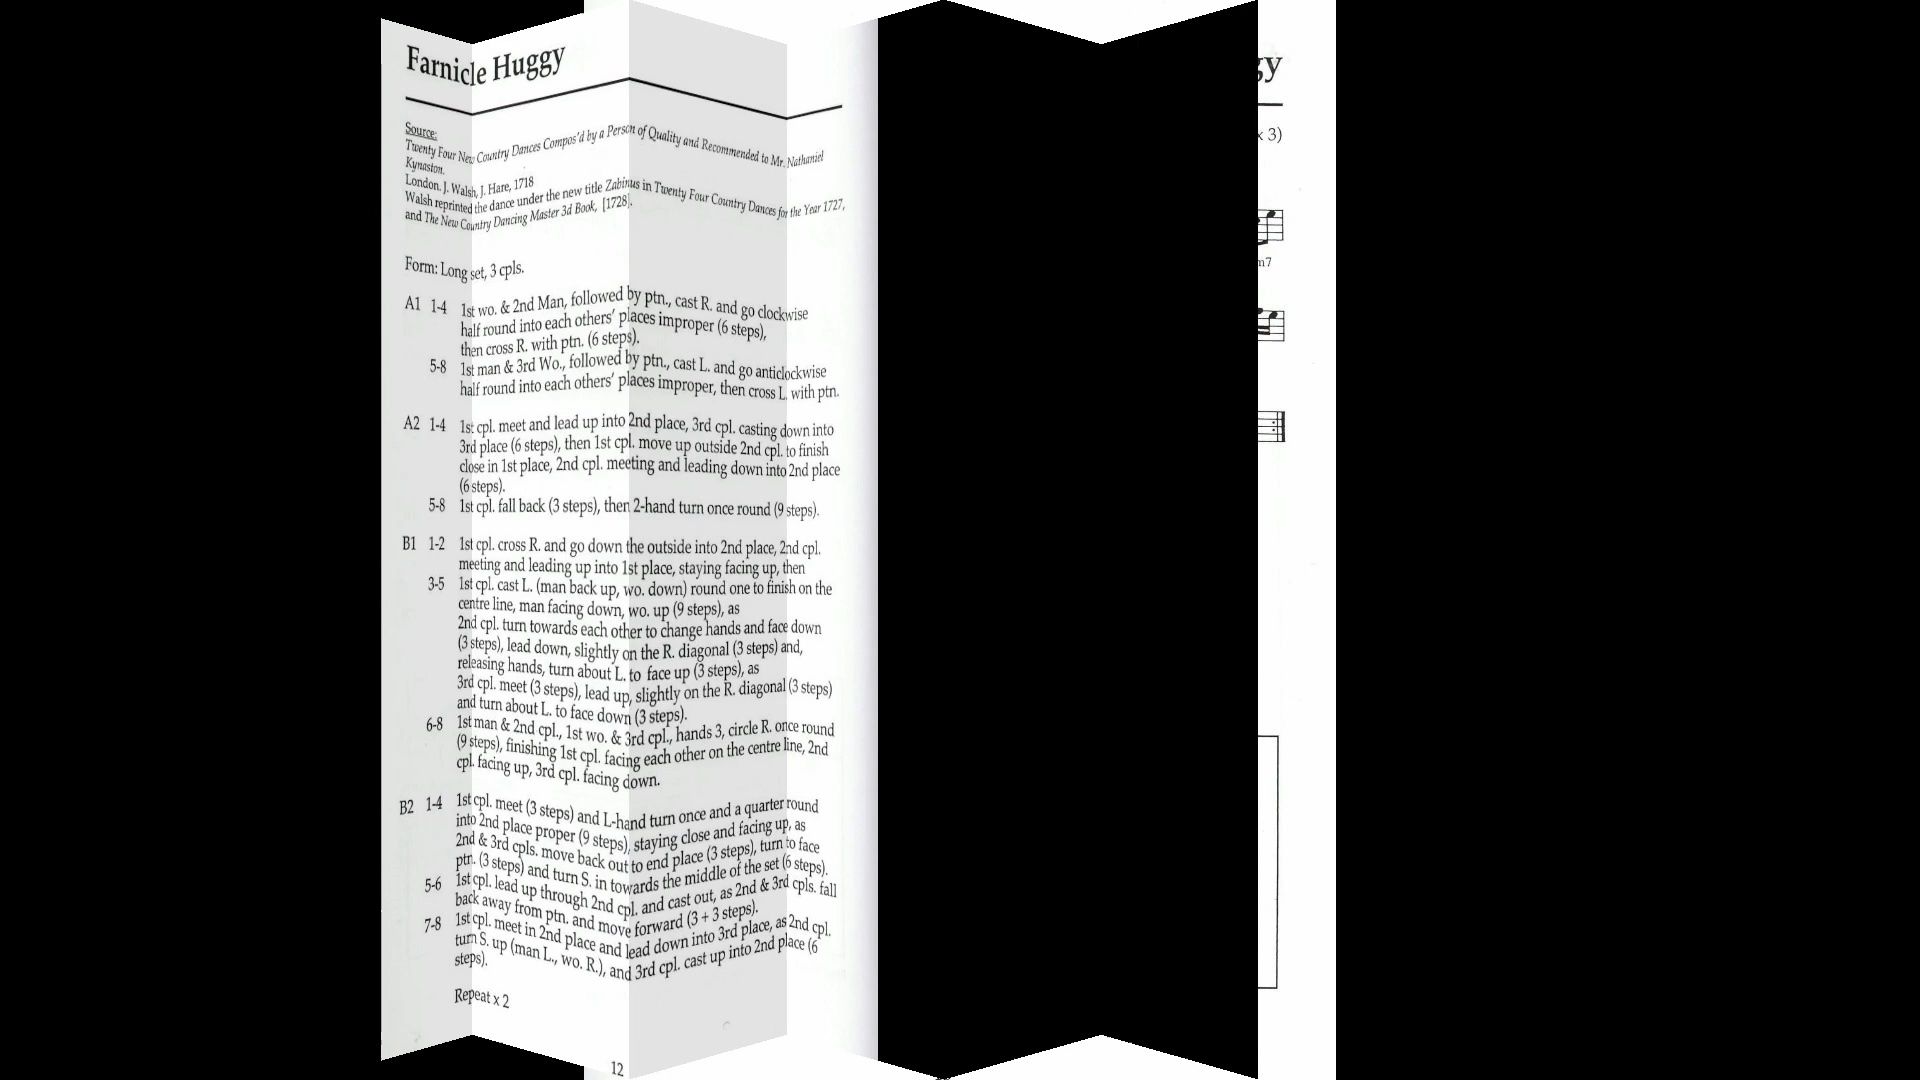 Farnicle Huggy
Source:
Twenty Four New Country Dances Compos'd by a Person of Quality and Recommended to Mr. Nathaniel
Kynaston.
London. J. Walsh, J. Hare, 1718
Walsh reprinted the dance under the new title Zabinus in Twenty Four Country Dances for the Year 1727,
and The New Country Dancing Master 3d Book, [1728].
Form: Long set, 3 cpls.
A1 1-4 1st wo. & 2nd Man, followed by ptn., cast R. and go clockwise
half round into each others' places improper (6 steps),
then cross R. with ptn. (6 steps).
5-8 1st man & 3rd Wo., followed by ptn., cast L. and go anticlockwise
half round into each others' places improper, then cross L. with ptn.
A2 1-4 1st cpl. meet and lead up into 2nd place, 3rd cpl. casting down into
3rd place (6 steps), then 1st cpl. move up outside 2nd cpl. to finish
close in 1st place, 2nd cpl. meeting and leading down into 2nd place
(6 steps).
5-8 1st cpl. fall back (3 steps), then 2-hand turn once round (9 steps).
B1 1-2 1st cpl. cross R. and go down the outside into 2nd place, 2nd cpl.
meeting and leading up into 1st place, staying facing up, then
3-5 1st cpl. cast L. (man back up, wo. down) round one to finish on the
centre line, man facing down, wo. up (9 steps), as
2nd cpl. turn towards each other to change hands and face down
(3 steps), lead down, slightly on the R. diagonal (3 steps) and,
releasing hands, turn about L. to face up (3 steps), as
3rd cpl. meet (3 steps), lead up, slightly on the R. diagonal (3 steps)
and turn about L. to face down (3 steps).
6-8 1st man & 2nd cpl., 1st wo. & 3rd cpl., hands 3, circle R. once round
(9 steps), finishing 1st cpl. facing each other on the centre line, 2nd
cpl. facing up, 3rd cpl. facing down.
B2 1-4 1st cpl. meet (3 steps) and L-hand turn once and a quarter round
into 2nd place proper (9 steps), staying close and facing up, as
2nd & 3rd cpls. move back out to end place (3 steps), turn to face
ptn. (3 steps) and turn S. in towards the middle of the set (6 steps).
5-6 1st cpl. lead up through 2nd cpl. and cast out, as 2nd & 3rd cpls. fall
back away from ptn. and move forward (3 + 3 steps).
7-8 1st cpl. meet in 2nd place and lead down into 3rd place, as 2nd cpl.
turn S. up (man L., wo. R.), and 3rd cpl. cast up into 2nd place (6
steps).
Repeat x 2
12
gy
x 3)
m7